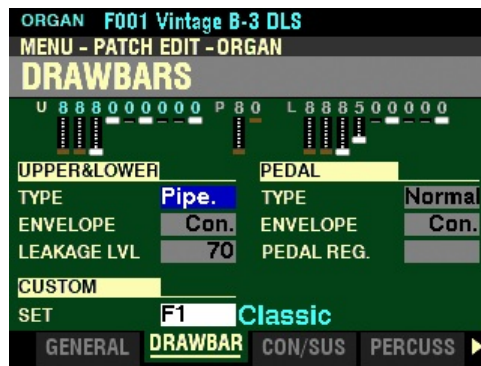 ORGAN F001 Vintage B-3 DLS
MENU - PATCH EDIT - ORGAN
DRAWBARS
U 888000000 P 80 L 888500000
UPPER&LOWER PEDAL
TYPE Pipe. TYPE Normal
ENVELOPE Con. ENVELOPE Con.
LEAKAGE LVL 70 PEDAL REG.
CUSTOM
SET F1 Classic
GENERAL DRAWBAR CON/SUS PERCUSS